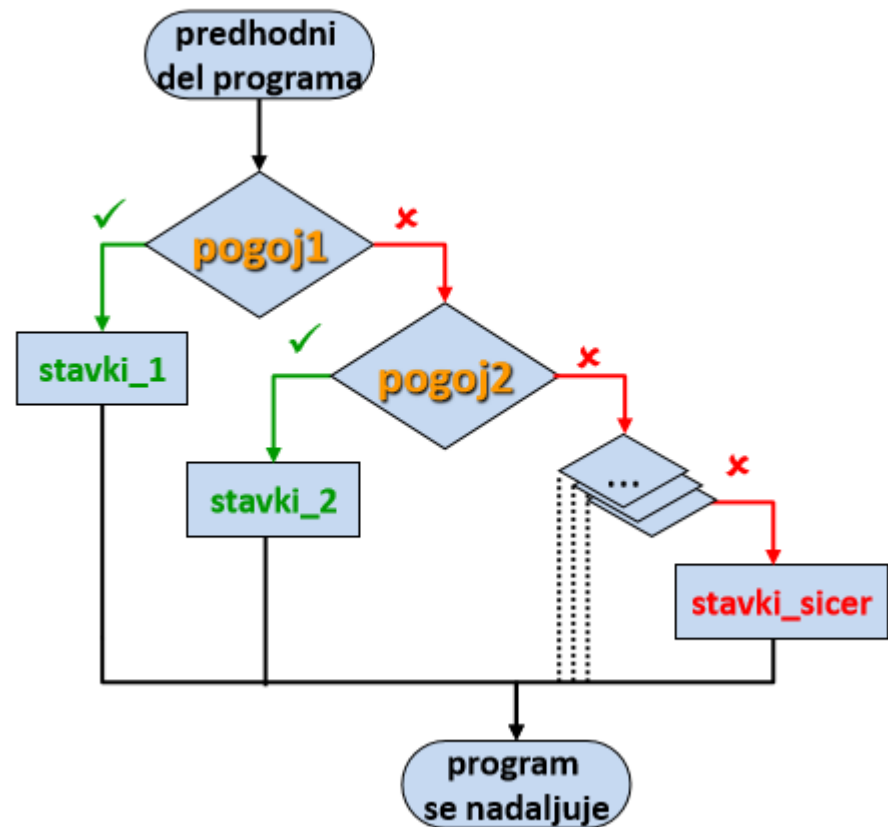 predhodni
del programa
pogoj1
pogoj2
stavki_1
...
stavki_2
stavki_sicer
program
se nadaljuje